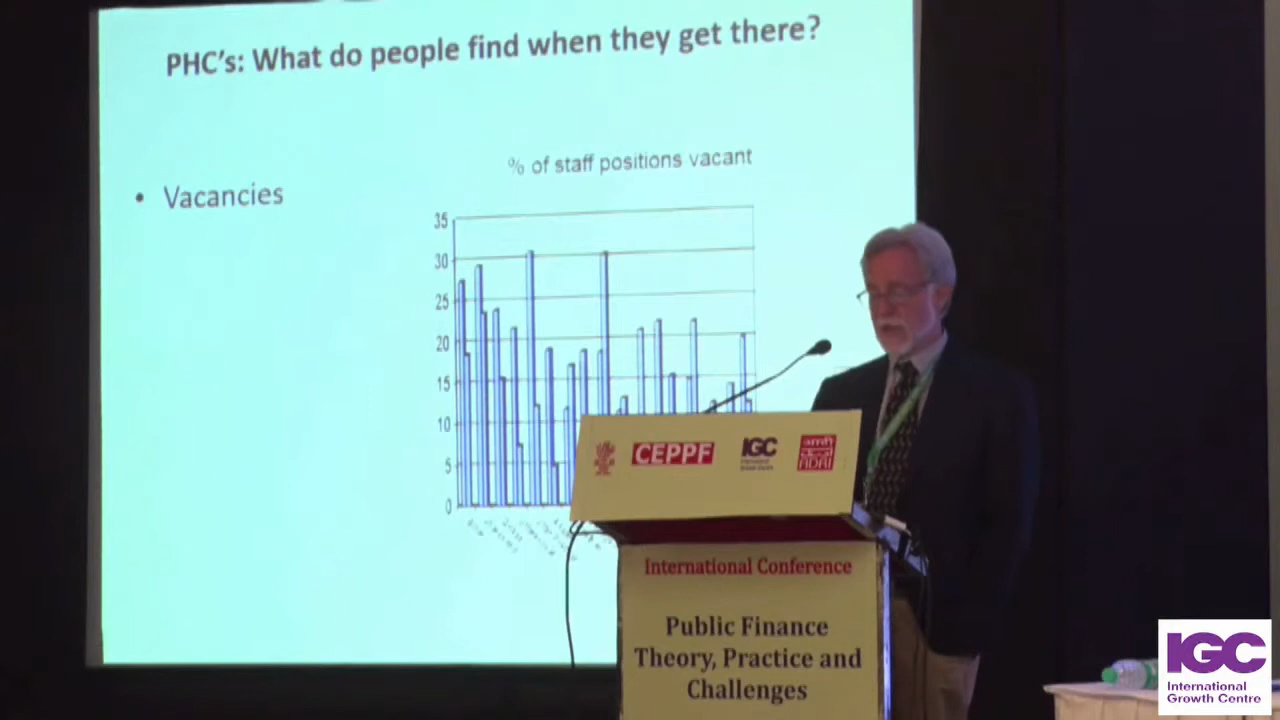 PHC's: What do people find when they get there?
• Vacancies
% of staff positions vacant
35
30
25
20
15
10
5
0
CEPPF
IGC
International Conference
Public Finance
Theory, Practice and
Challenges
IGC
International
Growth Centre